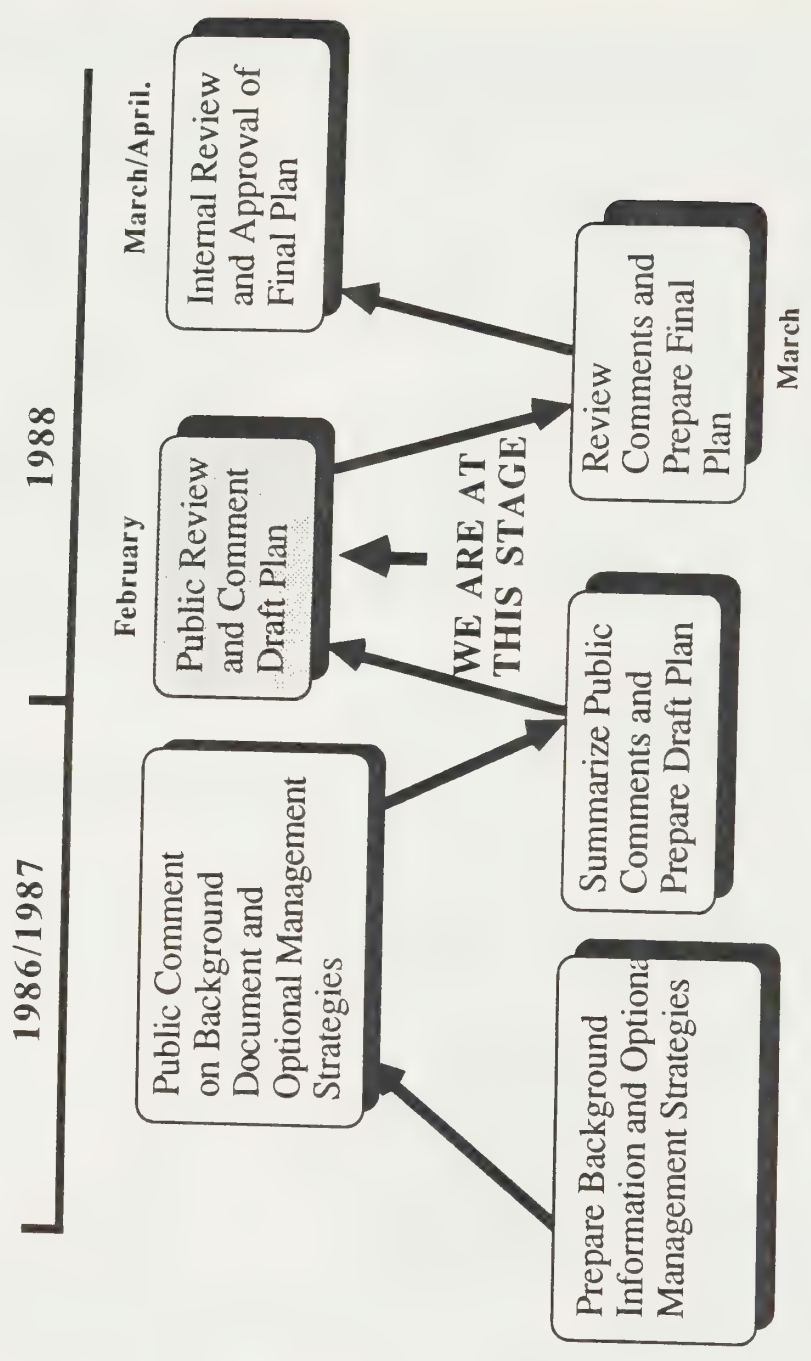 1986/1987
1988
Public Comment
on Background
Document and
Optional Management
Strategies
February
Public Review
and Comment
Draft Plan
March/April.
Internal Review
and Approval of
Final Plan
WE ARE AT
THIS STAGE
Prepare Background
Information and Optiona
Management Strategies
Summarize Public
Comments and
Prepare Draft Plan
Review
Comments and
Prepare Final
Plan
March